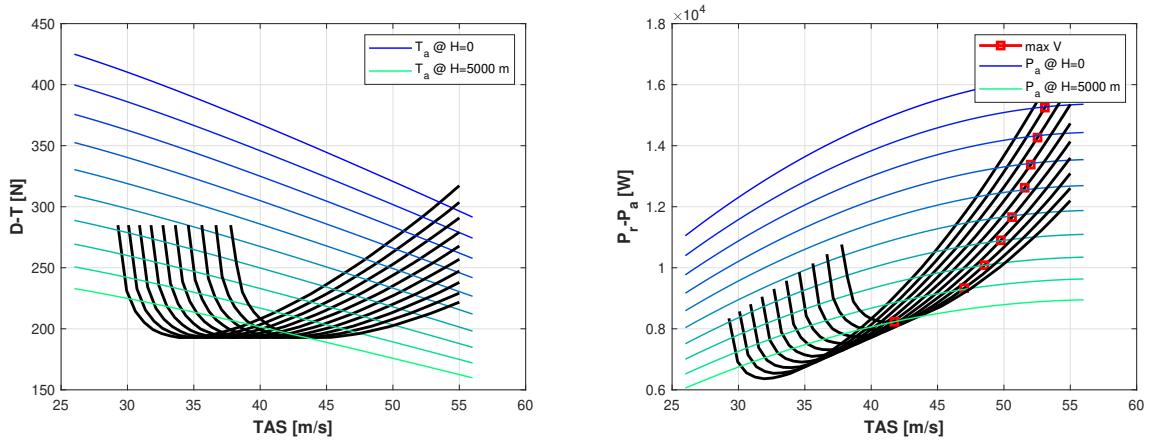 450
400
350
300
250
200
150
D-T [N]
25 30 35 40 45 50 55 60
TAS [m/s]
T_a @ H=0
T_a @ H=5000 m
×10^4
1.8
1.6
1.4
1.2
1
0.8
0.6
P_r-P_a [W]
25 30 35 40 45 50 55 60
TAS [m/s]
max V
P_a @ H=0
P_a @ H=5000 m